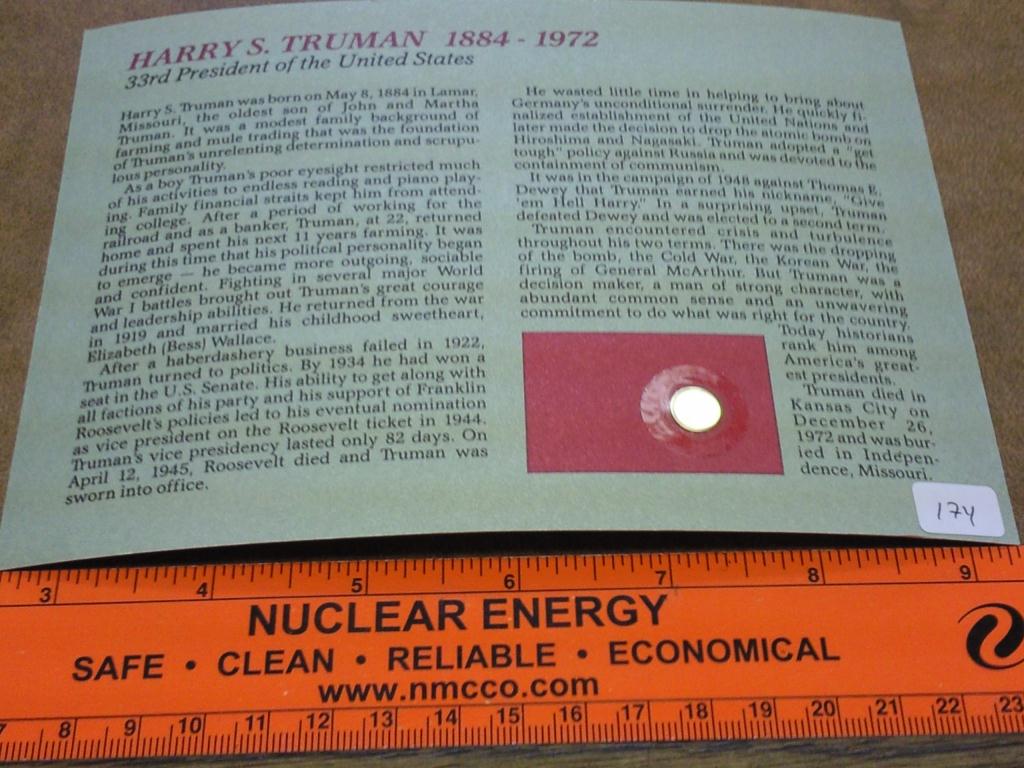 HARRY S. TRUMAN 1884 - 1972
33rd President of the United States
Harry S. Truman was born on May 8, 1884 in Lamar,
Missouri, the oldest son of John and Martha
Truman. It was a modest family background of
farming and mule trading that was the foundation
of Truman's unrelenting determination and scrupu-
lous personality.
As a boy Truman's poor eyesight restricted much
of his activities to endless reading and piano play-
ing. Family financial straits kept him from attend-
ing college. After a period of working for the
railroad and as a banker, Truman, at 22, returned
home and spent his next 11 years farming. It was
during this time that his political personality began
to emerge — he became more outgoing, sociable
and confident. Fighting in several major World
War I battles brought out Truman's great courage
and leadership abilities. He returned from the war
in 1919 and married his childhood sweetheart,
Elizabeth (Bess) Wallace.
After a haberdashery business failed in 1922,
Truman turned to politics. By 1934 he had won a
seat in the U.S. Senate. His ability to get along with
all factions of his party and his support of Franklin
Roosevelt's policies led to his eventual nomination
as vice president on the Roosevelt ticket in 1944.
Truman's vice presidency lasted only 82 days. On
April 12, 1945, Roosevelt died and Truman was
sworn into office.
He wasted little time in helping to bring about
Germany's unconditional surrender. He quickly fi-
nalized establishment of the United Nations and
later made the decision to drop the atomic bomb on
Hiroshima and Nagasaki. Truman adopted a "get
tough" policy against Russia and was devoted to the
containment of communism.
It was in the campaign of 1948 against Thomas E.
Dewey that Truman earned his nickname, "Give
'em Hell Harry." In a surprising upset, Truman
defeated Dewey and was elected to a second term.
Truman encountered crisis and turbulence
throughout his two terms. There was the dropping
of the bomb, the Cold War, the Korean War, the
firing of General McArthur. But Truman was a
decision maker, a man of strong character, with
abundant common sense and an unwavering
commitment to do what was right for the country.
Today historians
rank him among
America's great-
est presidents.
Truman died in
Kansas City on
December 26,
1972 and was bur-
ied in Indepen-
dence, Missouri.
174
3 4 5 6 7 8 9
NUCLEAR ENERGY
SAFE • CLEAN • RELIABLE • ECONOMICAL
www.nmcco.com
7 8 9 10 11 12 13 14 15 16 17 18 19 20 21 22 23